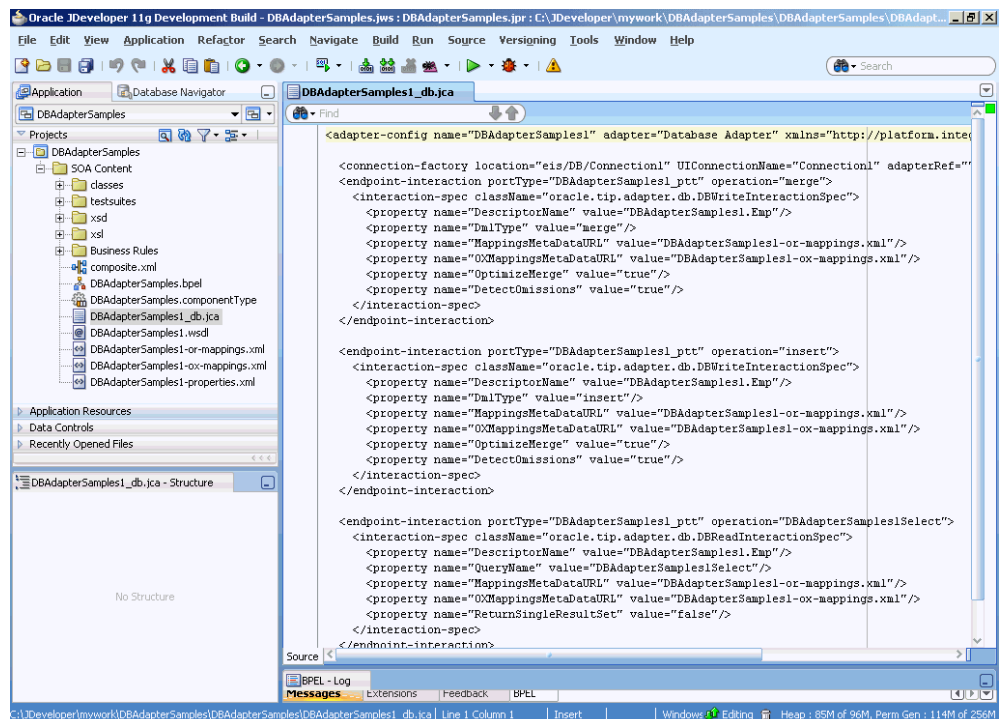 Oracle JDeveloper 11g Development Build - DBAdapterSamples.jws : DBAdapterSamples.jpr : C:\JDeveloper\mywork\DBAdapterSamples\DBAdapterSamples\DBAdapt...
File Edit View Application Refactor Search Navigate Build Run Source Versioning Tools Window Help
Search
Application
Database Navigator
DBAdapterSamples1_db.jca
DBAdapterSamples
Find
Projects
DBAdapterSamples
SOA Content
classes
testsuites
xsd
xsl
Business Rules
composite.xml
DBAdapterSamples.bpel
DBAdapterSamples.componentType
DBAdapterSamples1_db.jca
DBAdapterSamples1.wsdl
DBAdapterSamples1-or-mappings.xml
DBAdapterSamples1-ox-mappings.xml
DBAdapterSamples1-properties.xml
Application Resources
Data Controls
Recently Opened Files
DBAdapterSamples1_db.jca - Structure
No Structure
<adapter-config name="DBAdapterSamples1" adapter="Database Adapter" xmlns="http://platform.inte
<connection-factory location="eis/DB/Connection1" UIConnectionName="Connection1" adapterRef=""
<endpoint-interaction portType="DBAdapterSamples1_ptt" operation="merge">
<interaction-spec className="oracle.tip.adapter.db.DBWriteInteractionSpec">
<property name="DescriptorName" value="DBAdapterSamples1.Emp"/>
<property name="DmlType" value="merge"/>
<property name="MappingsMetaDataURL" value="DBAdapterSamples1-or-mappings.xml"/>
<property name="OXMappingsMetaDataURL" value="DBAdapterSamples1-ox-mappings.xml"/>
<property name="OptimizeMerge" value="true"/>
<property name="DetectOmissions" value="true"/>
</interaction-spec>
</endpoint-interaction>
<endpoint-interaction portType="DBAdapterSamples1_ptt" operation="insert">
<interaction-spec className="oracle.tip.adapter.db.DBWriteInteractionSpec">
<property name="DescriptorName" value="DBAdapterSamples1.Emp"/>
<property name="DmlType" value="insert"/>
<property name="MappingsMetaDataURL" value="DBAdapterSamples1-or-mappings.xml"/>
<property name="OXMappingsMetaDataURL" value="DBAdapterSamples1-ox-mappings.xml"/>
<property name="OptimizeMerge" value="true"/>
<property name="DetectOmissions" value="true"/>
</interaction-spec>
</endpoint-interaction>
<endpoint-interaction portType="DBAdapterSamples1_ptt" operation="DBAdapterSamples1Select">
<interaction-spec className="oracle.tip.adapter.db.DBReadInteractionSpec">
<property name="DescriptorName" value="DBAdapterSamples1.Emp"/>
<property name="QueryName" value="DBAdapterSamples1Select"/>
<property name="MappingsMetaDataURL" value="DBAdapterSamples1-or-mappings.xml"/>
<property name="OXMappingsMetaDataURL" value="DBAdapterSamples1-ox-mappings.xml"/>
<property name="ReturnSingleResultSet" value="false"/>
</interaction-spec>
</endpoint-interaction>
Source
BPEL - Log
Messages Extensions Feedback BPEL
C:\JDeveloper\mywork\DBAdapterSamples\DBAdapterSamples\DBAdapterSamples1_db.jca Line 1 Column 1 Insert Windows Editing Heap : 85M of 96M, Perm Gen : 114M of 256M